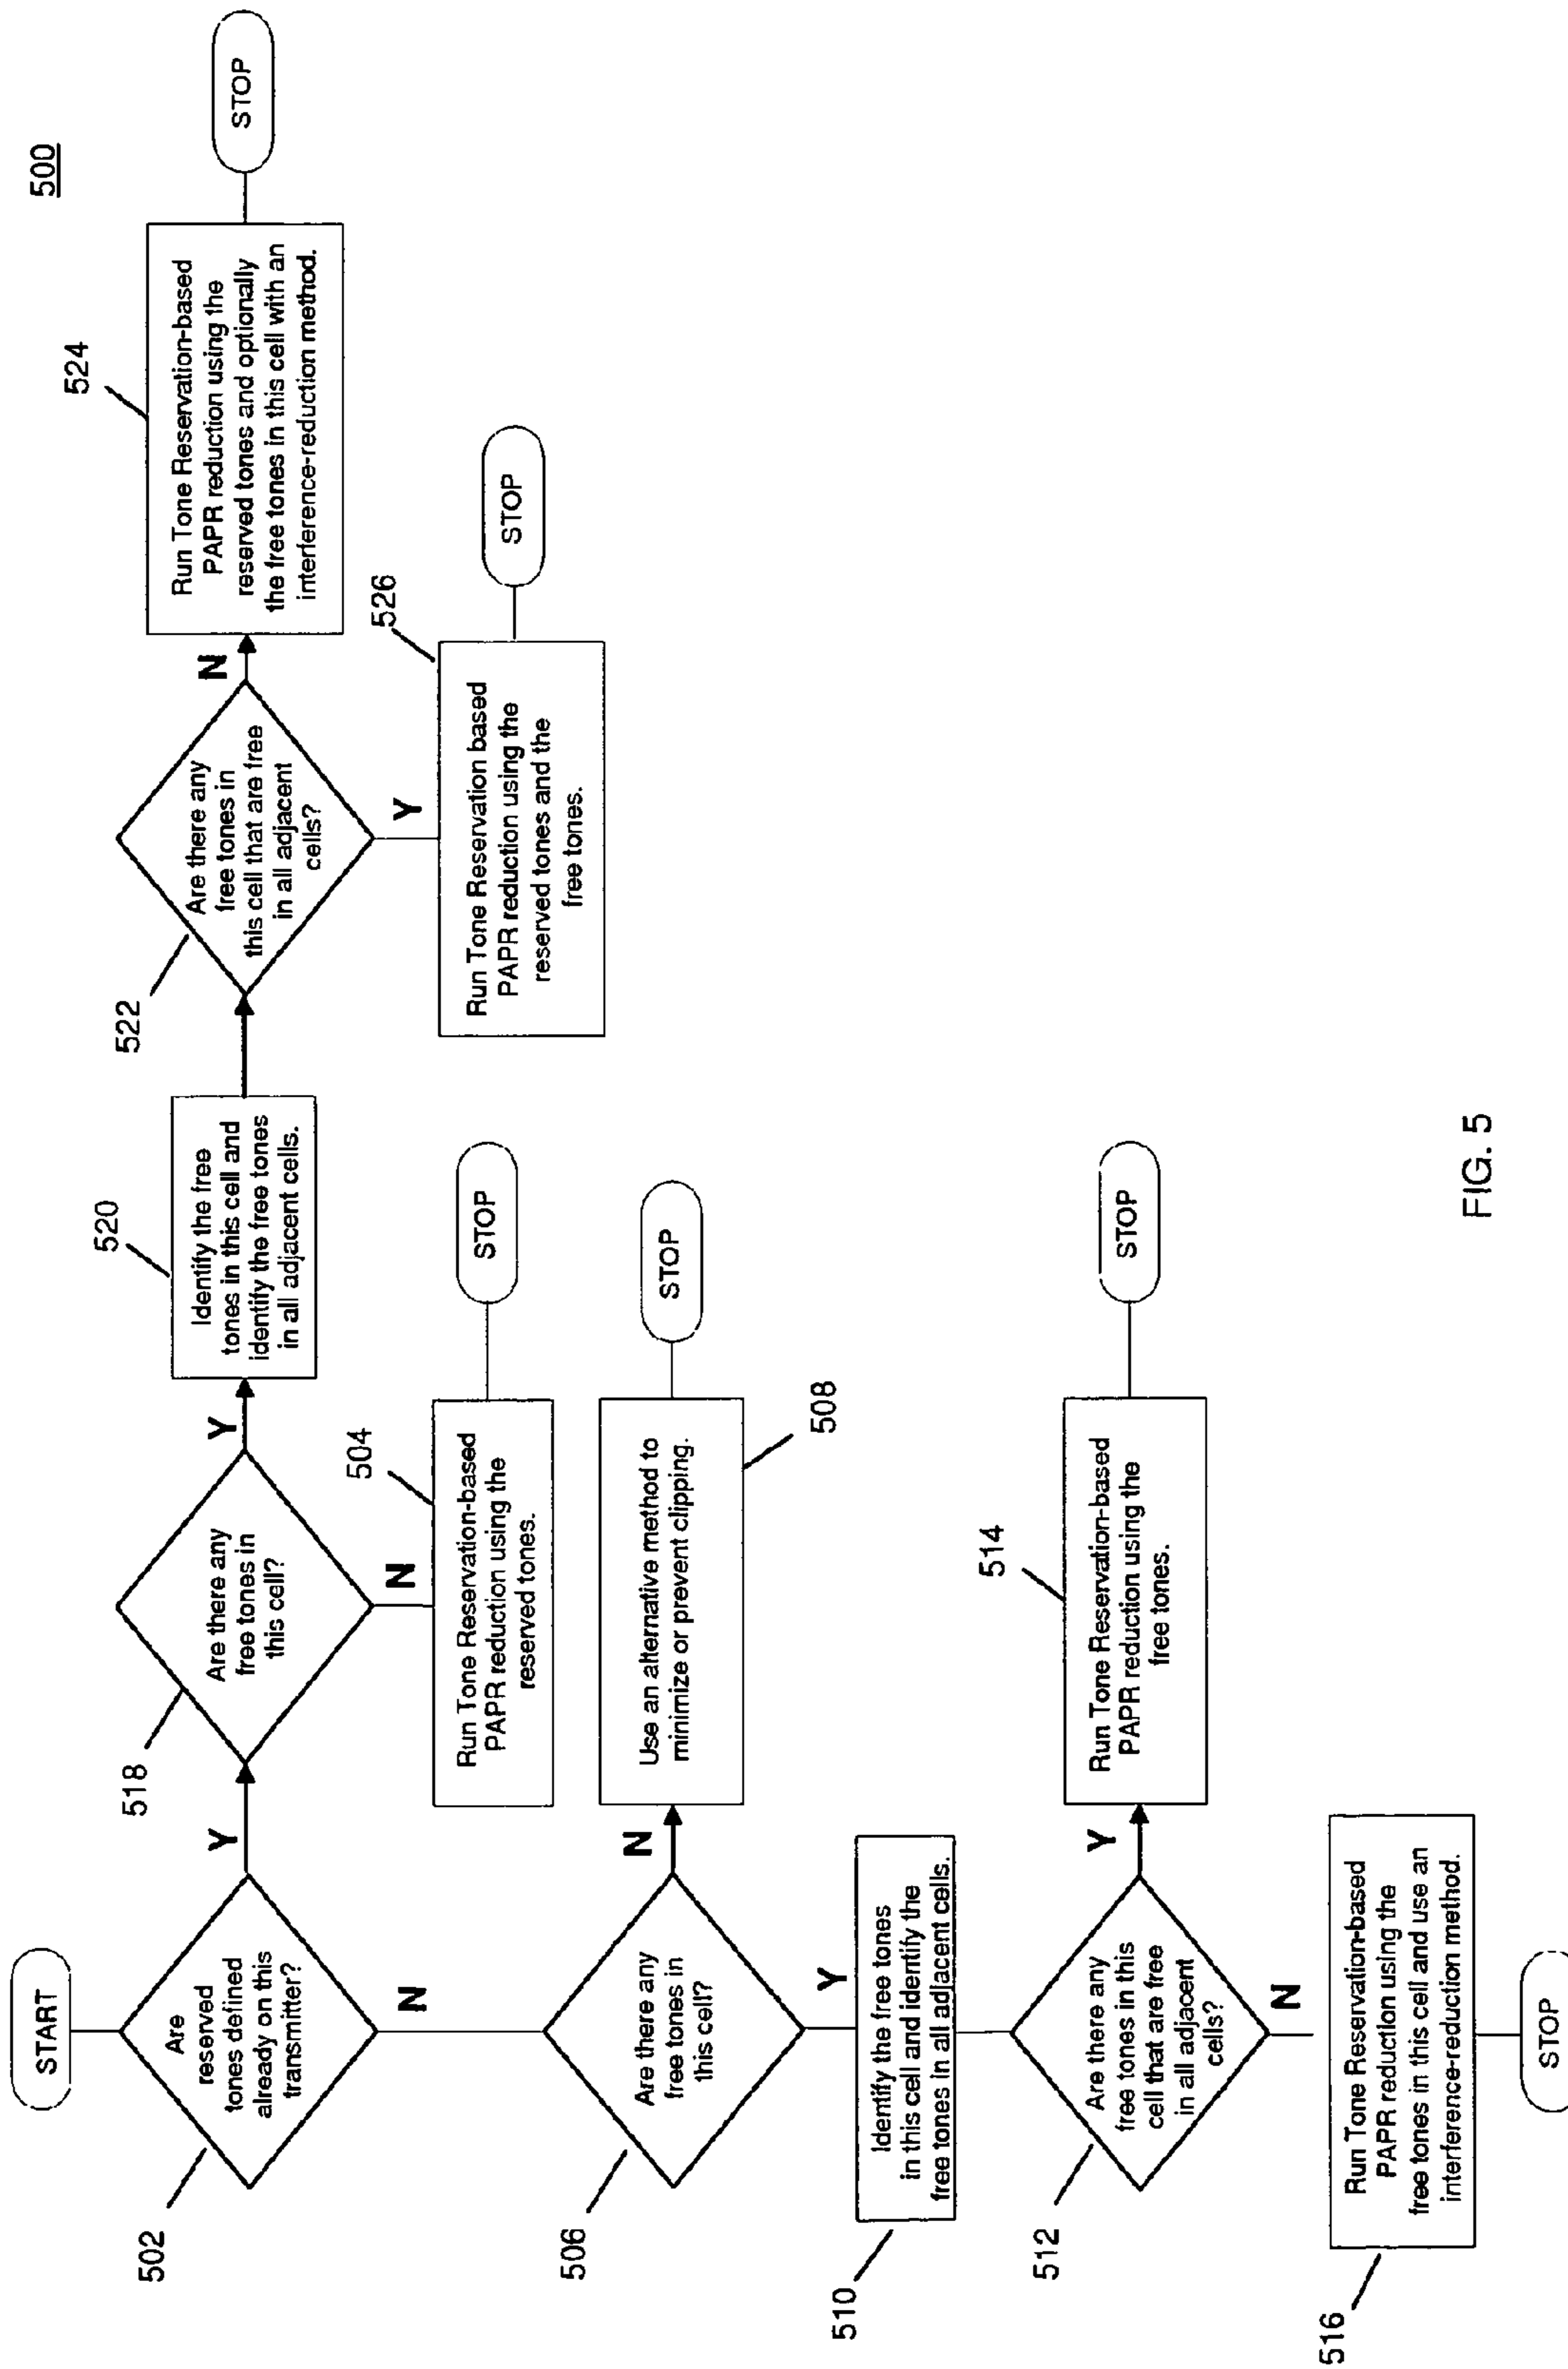 500
START
502
Are
reserved
tones defined
already on this
transmitter?
Y
N
518
Are there any
free tones in
this cell?
Y
N
520
Identify the free
tones in this cell and
identify the free tones
in all adjacent cells.
522
Are there any
free tones in
this cell that are free
in all adjacent
cells?
N
Y
524
Run Tone Reservation-based
PAPR reduction using the
reserved tones and optionally
the free tones in this cell with an
interference-reduction method.
STOP
526
Run Tone Reservation based
PAPR reduction using the
reserved tones and the
free tones.
STOP
504
Run Tone Reservation-based
PAPR reduction using the
reserved tones.
STOP
506
Are there any
free tones in
this cell?
N
Y
508
Use an alternative method to
minimize or prevent clipping.
STOP
510
Identify the free tones
in this cell and identify the
free tones in all adjacent cells.
512
Are there any
free tones in this
cell that are free
in all adjacent
cells?
Y
N
514
Run Tone Reservation-based
PAPR reduction using the
free tones.
STOP
516
Run Tone Reservation-based
PAPR reduction using the
free tones in this cell and use an
interference-reduction method.
STOP
FIG. 5